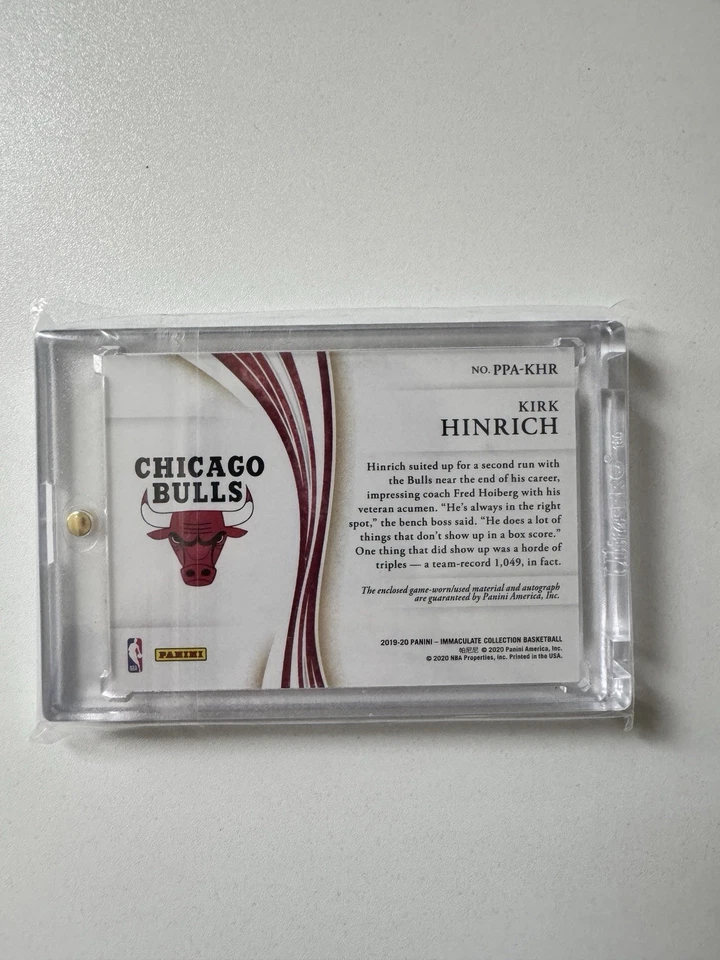 NO. PPA-KHR
KIRK
HINRICH
CHICAGO
BULLS
Hinrich suited up for a second run with
the Bulls near the end of his career,
impressing coach Fred Hoiberg with his
veteran acumen. “He’s always in the right
spot,” the bench boss said. “He does a lot of
things that don’t show up in a box score.”
One thing that did show up was a horde of
triples — a team-record 1,049, in fact.
The enclosed game-worn/used material and autograph
are guaranteed by Panini America, Inc.
NBA
PANINI
2019-20 PANINI – IMMACULATE COLLECTION BASKETBALL
帕尼尼 © 2020 Panini America, Inc.
© 2020 NBA Properties, Inc. Printed in the USA.